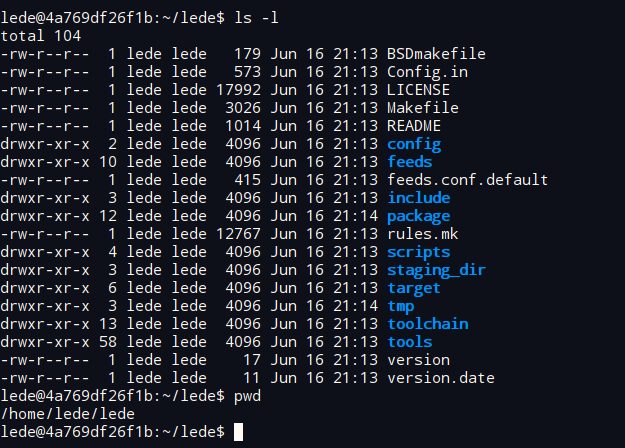 lede@4a769df26f1b:~/lede$ ls -l
total 104
-rw-r--r--  1 lede lede   179 Jun 16 21:13 BSDmakefile
-rw-r--r--  1 lede lede   573 Jun 16 21:13 Config.in
-rw-r--r--  1 lede lede 17992 Jun 16 21:13 LICENSE
-rw-r--r--  1 lede lede  3026 Jun 16 21:13 Makefile
-rw-r--r--  1 lede lede  1014 Jun 16 21:13 README
drwxr-xr-x  2 lede lede  4096 Jun 16 21:13 config
drwxr-xr-x 10 lede lede  4096 Jun 16 21:13 feeds
-rw-r--r--  1 lede lede   415 Jun 16 21:13 feeds.conf.default
drwxr-xr-x  3 lede lede  4096 Jun 16 21:13 include
drwxr-xr-x 12 lede lede  4096 Jun 16 21:14 package
-rw-r--r--  1 lede lede 12767 Jun 16 21:13 rules.mk
drwxr-xr-x  4 lede lede  4096 Jun 16 21:13 scripts
drwxr-xr-x  3 lede lede  4096 Jun 16 21:13 staging_dir
drwxr-xr-x  6 lede lede  4096 Jun 16 21:13 target
drwxr-xr-x  3 lede lede  4096 Jun 16 21:14 tmp
drwxr-xr-x 13 lede lede  4096 Jun 16 21:13 toolchain
drwxr-xr-x 58 lede lede  4096 Jun 16 21:13 tools
-rw-r--r--  1 lede lede    17 Jun 16 21:13 version
-rw-r--r--  1 lede lede    11 Jun 16 21:13 version.date
lede@4a769df26f1b:~/lede$ pwd
/home/lede/lede
lede@4a769df26f1b:~/lede$